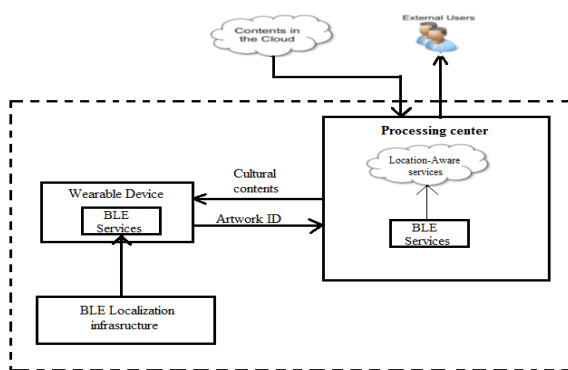 Contents in
the Cloud
External Users
Processing center
Location-Aware
services
BLE
Services
Cultural
contents
Artwork ID
Wearable Device
BLE
Services
BLE Localization
infrasructure